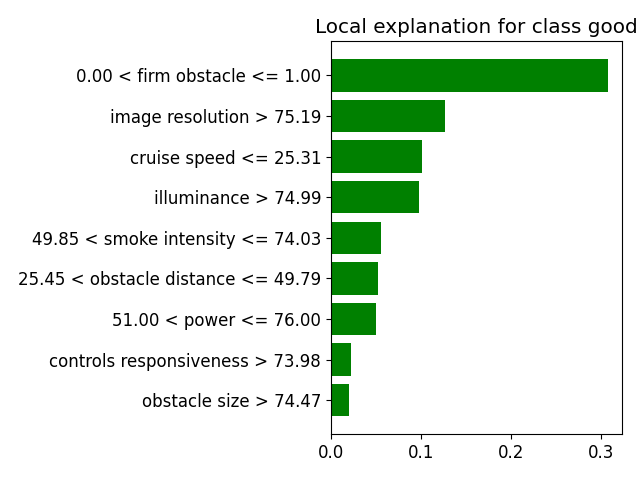 Local explanation for class good
0.00 < firm obstacle <= 1.00
image resolution > 75.19
cruise speed <= 25.31
illuminance > 74.99
49.85 < smoke intensity <= 74.03
25.45 < obstacle distance <= 49.79
51.00 < power <= 76.00
controls responsiveness > 73.98
obstacle size > 74.47
0.0 0.1 0.2 0.3